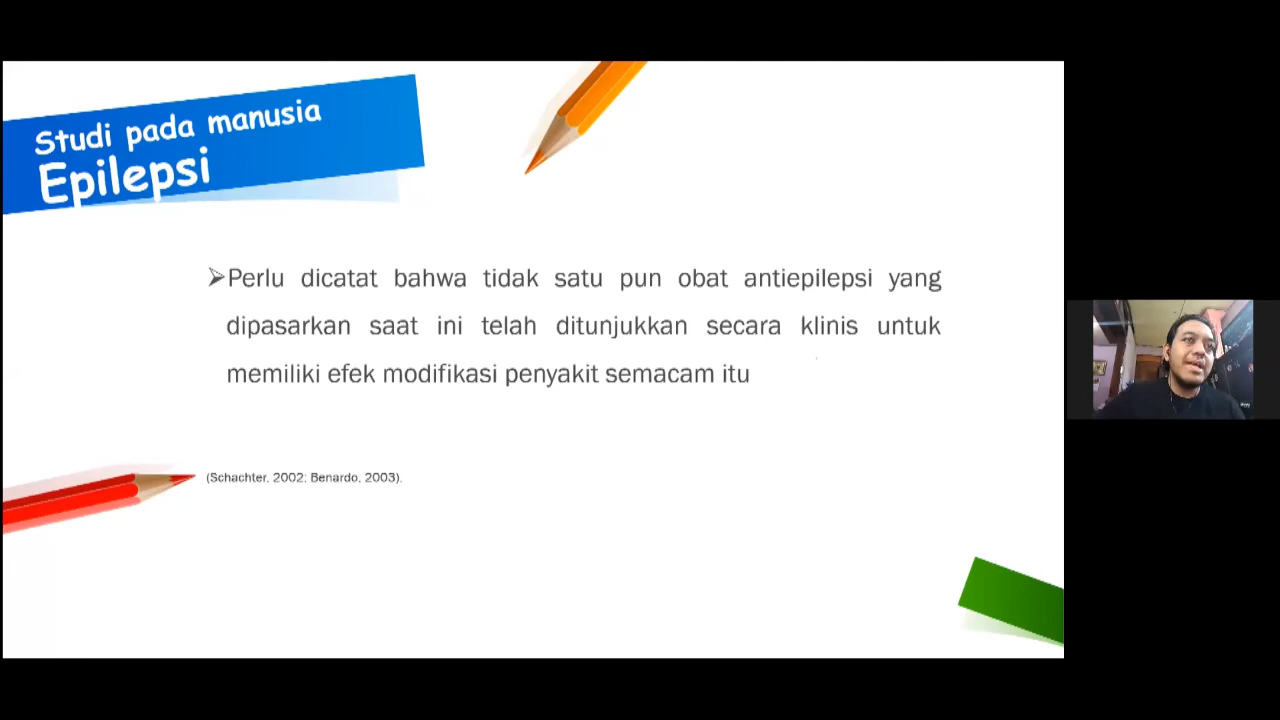 Studi pada manusia
Epilepsi
➢Perlu dicatat bahwa tidak satu pun obat antiepilepsi yang
dipasarkan saat ini telah ditunjukkan secara klinis untuk
memiliki efek modifikasi penyakit semacam itu
(Schachter, 2002; Benardo, 2003).